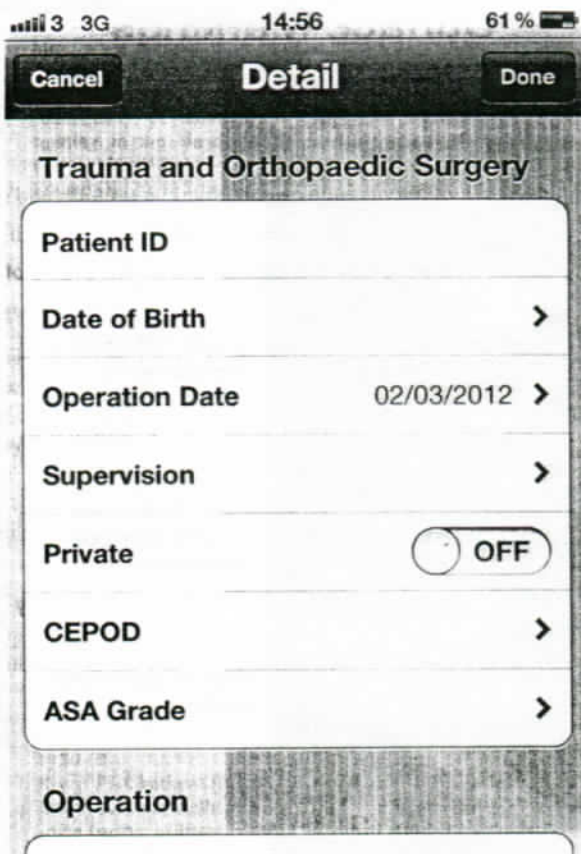 3 3G 14:56 61 %
Cancel Detail Done
Trauma and Orthopaedic Surgery
Patient ID
Date of Birth
Operation Date 02/03/2012
Supervision
Private OFF
CEPOD
ASA Grade
Operation